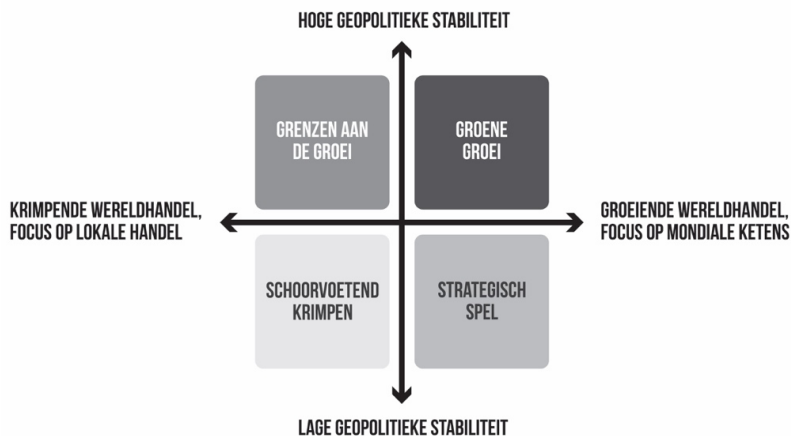 HOGE GEOPOLITIEKE STABILITEIT
GRENZEN AAN
DE GROEI
GROENE
GROEI
KRIMPENDE WERELDHANDEL,
FOCUS OP LOKALE HANDEL
GROEIENDE WERELDHANDEL,
FOCUS OP MONDIALE KETENS
SCHOORVOETEND
KRIMPEN
STRATEGISCH
SPEL
LAGE GEOPOLITIEKE STABILITEIT